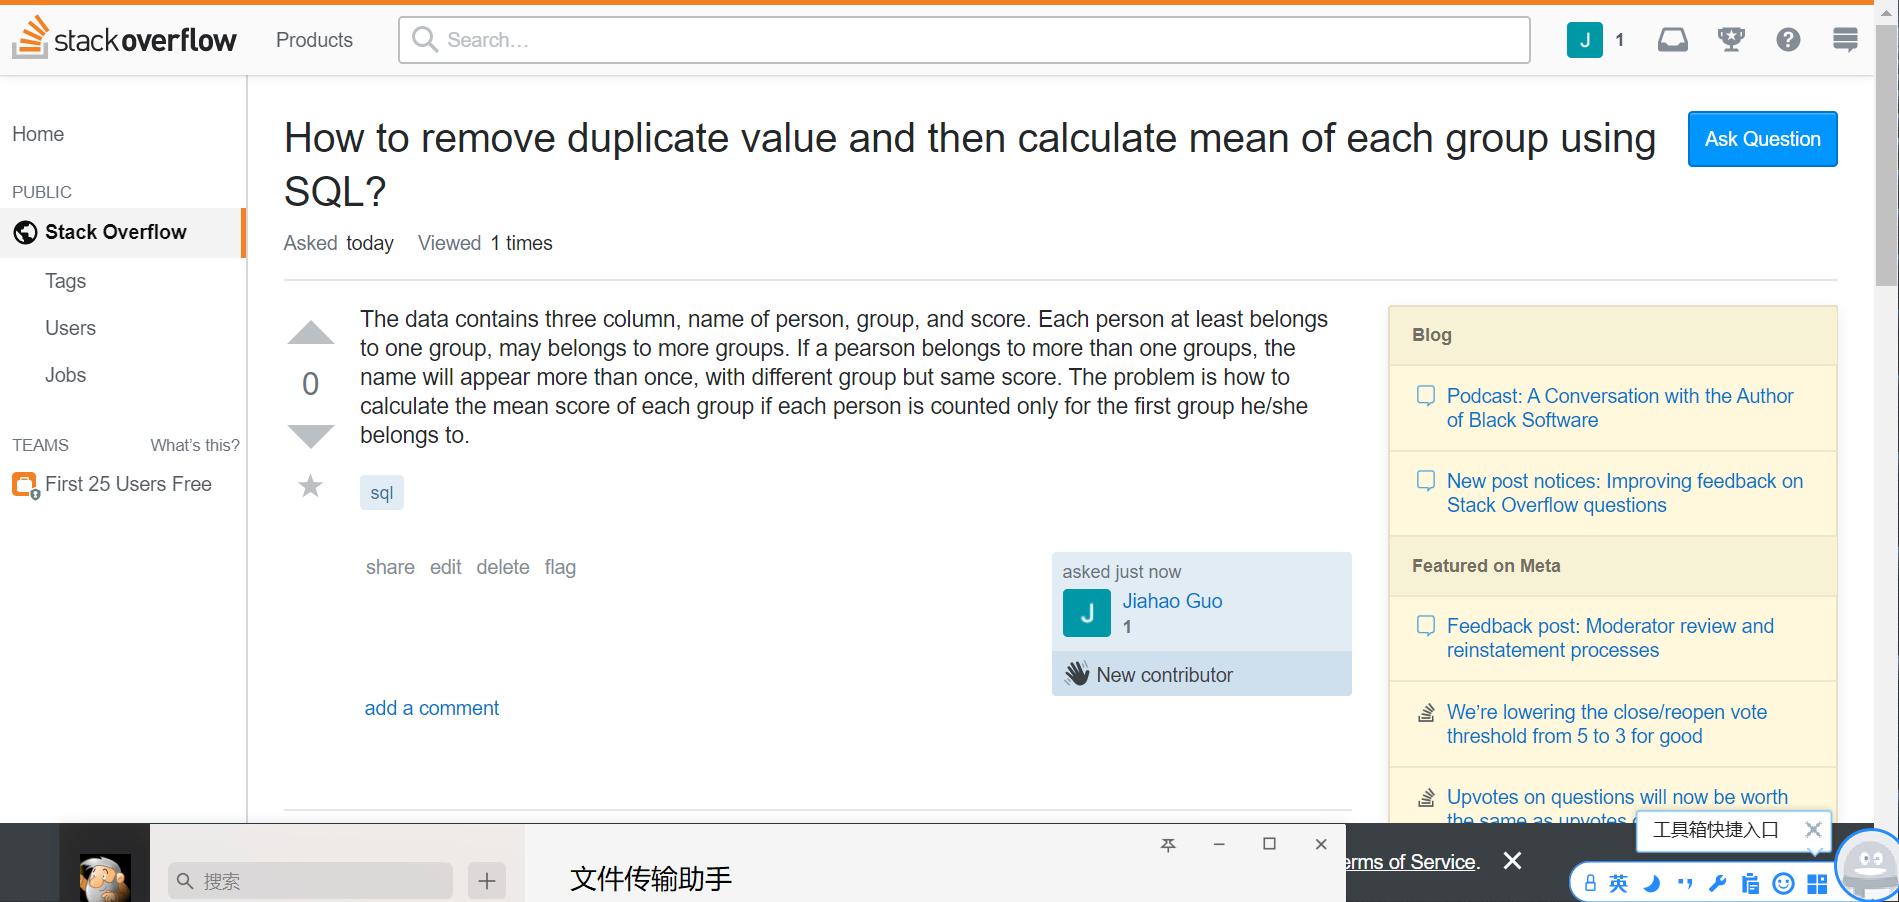 stackoverflow
Products
Search…
J
1
Home
PUBLIC
Stack Overflow
Tags
Users
Jobs
TEAMS
What's this?
First 25 Users Free
How to remove duplicate value and then calculate mean of each group using
SQL?
Ask Question
Asked today Viewed 1 times
0
The data contains three column, name of person, group, and score. Each person at least belongs
to one group, may belongs to more groups. If a pearson belongs to more than one groups, the
name will appear more than once, with different group but same score. The problem is how to
calculate the mean score of each group if each person is counted only for the first group he/she
belongs to.
sql
share edit delete flag
asked just now
J
Jiahao Guo
1
New contributor
add a comment
Blog
Podcast: A Conversation with the Author
of Black Software
New post notices: Improving feedback on
Stack Overflow questions
Featured on Meta
Feedback post: Moderator review and
reinstatement processes
We're lowering the close/reopen vote
threshold from 5 to 3 for good
Upvotes on questions will now be worth
the same as upvotes
工具箱快捷入口
搜索
文件传输助手
erms of Service.
英